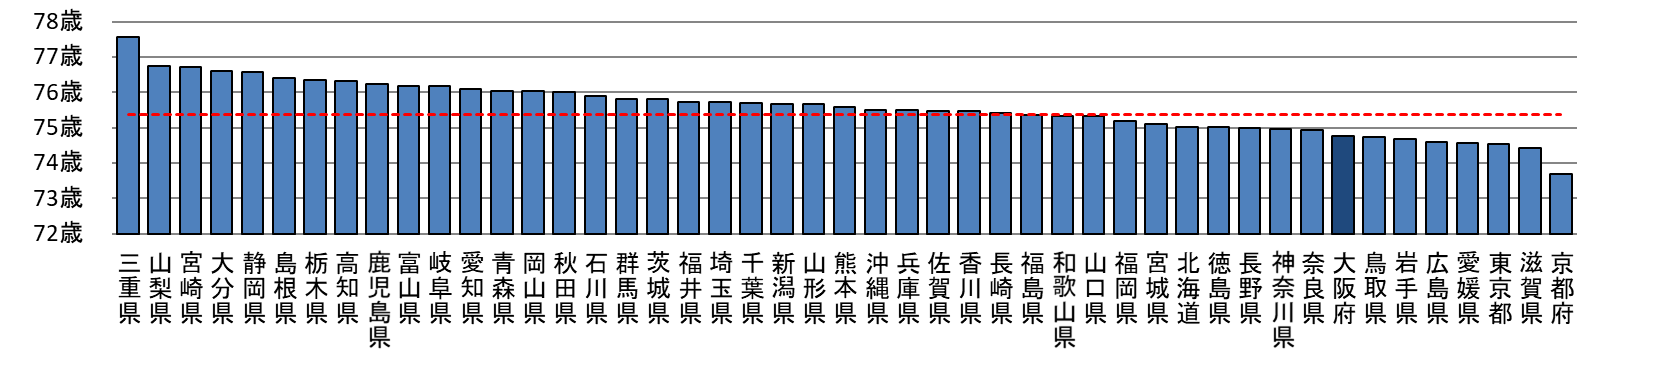 78歳
77歳
76歳
75歳
74歳
73歳
72歳
三重県
山梨県
宮崎県
大分県
静岡県
島根県
栃木県
高知県
鹿児島県
富山県
岐阜県
愛知県
青森県
岡山県
秋田県
石川県
群馬県
茨城県
福井県
埼玉県
千葉県
新潟県
山形県
熊本県
沖縄県
兵庫県
佐賀県
香川県
長崎県
福島県
和歌山県
山口県
福岡県
宮城県
北海道
徳島県
長野県
神奈川県
奈良県
大阪府
鳥取県
岩手県
広島県
愛媛県
東京都
滋賀県
京都府